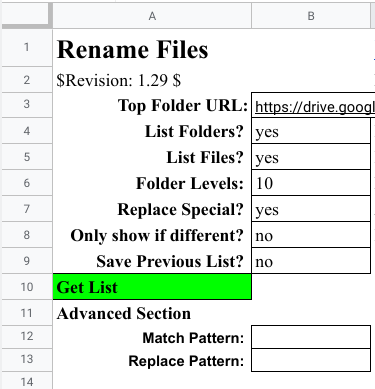 A B
1 Rename Files
2 $Revision: 1.29 $
3 Top Folder URL: https://drive.googl
4 List Folders? yes
5 List Files? yes
6 Folder Levels: 10
7 Replace Special? yes
8 Only show if different? no
9 Save Previous List? no
10 Get List
11 Advanced Section
12 Match Pattern:
13 Replace Pattern:
14